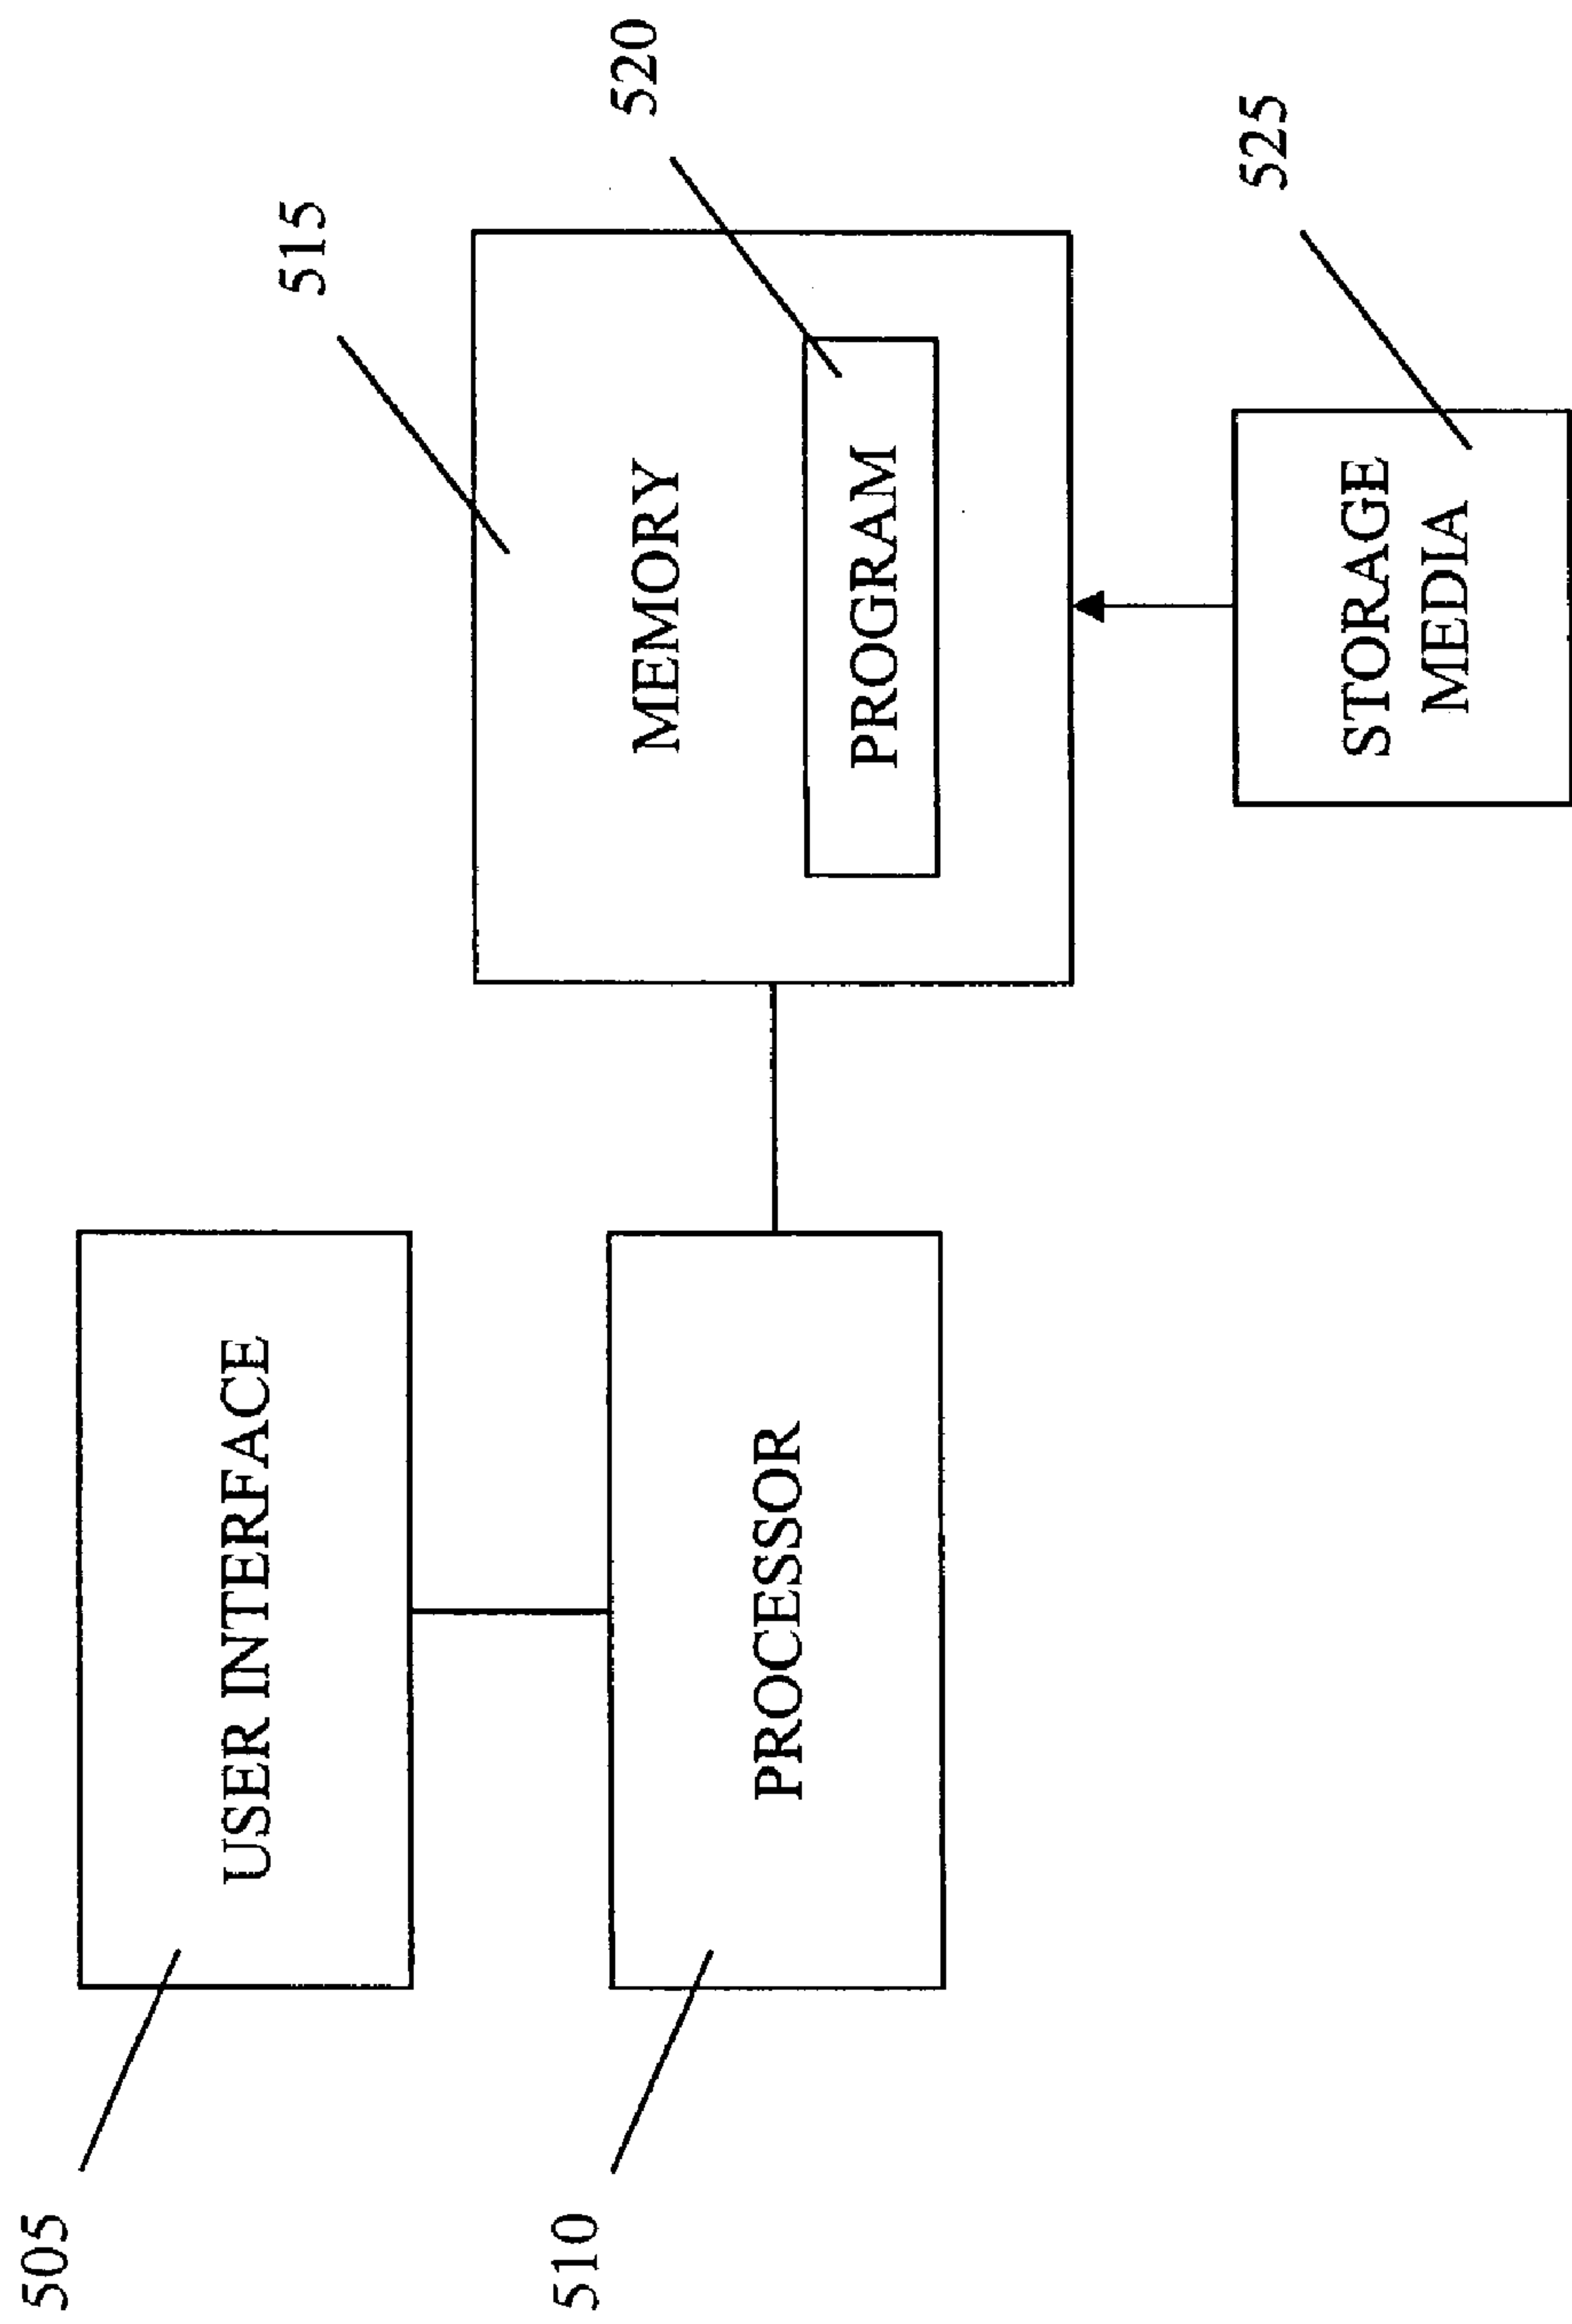 505
USER INTERFACE
510
PROCESSOR
515
MEMORY
520
PROGRAM
525
STORAGE
MEDIA